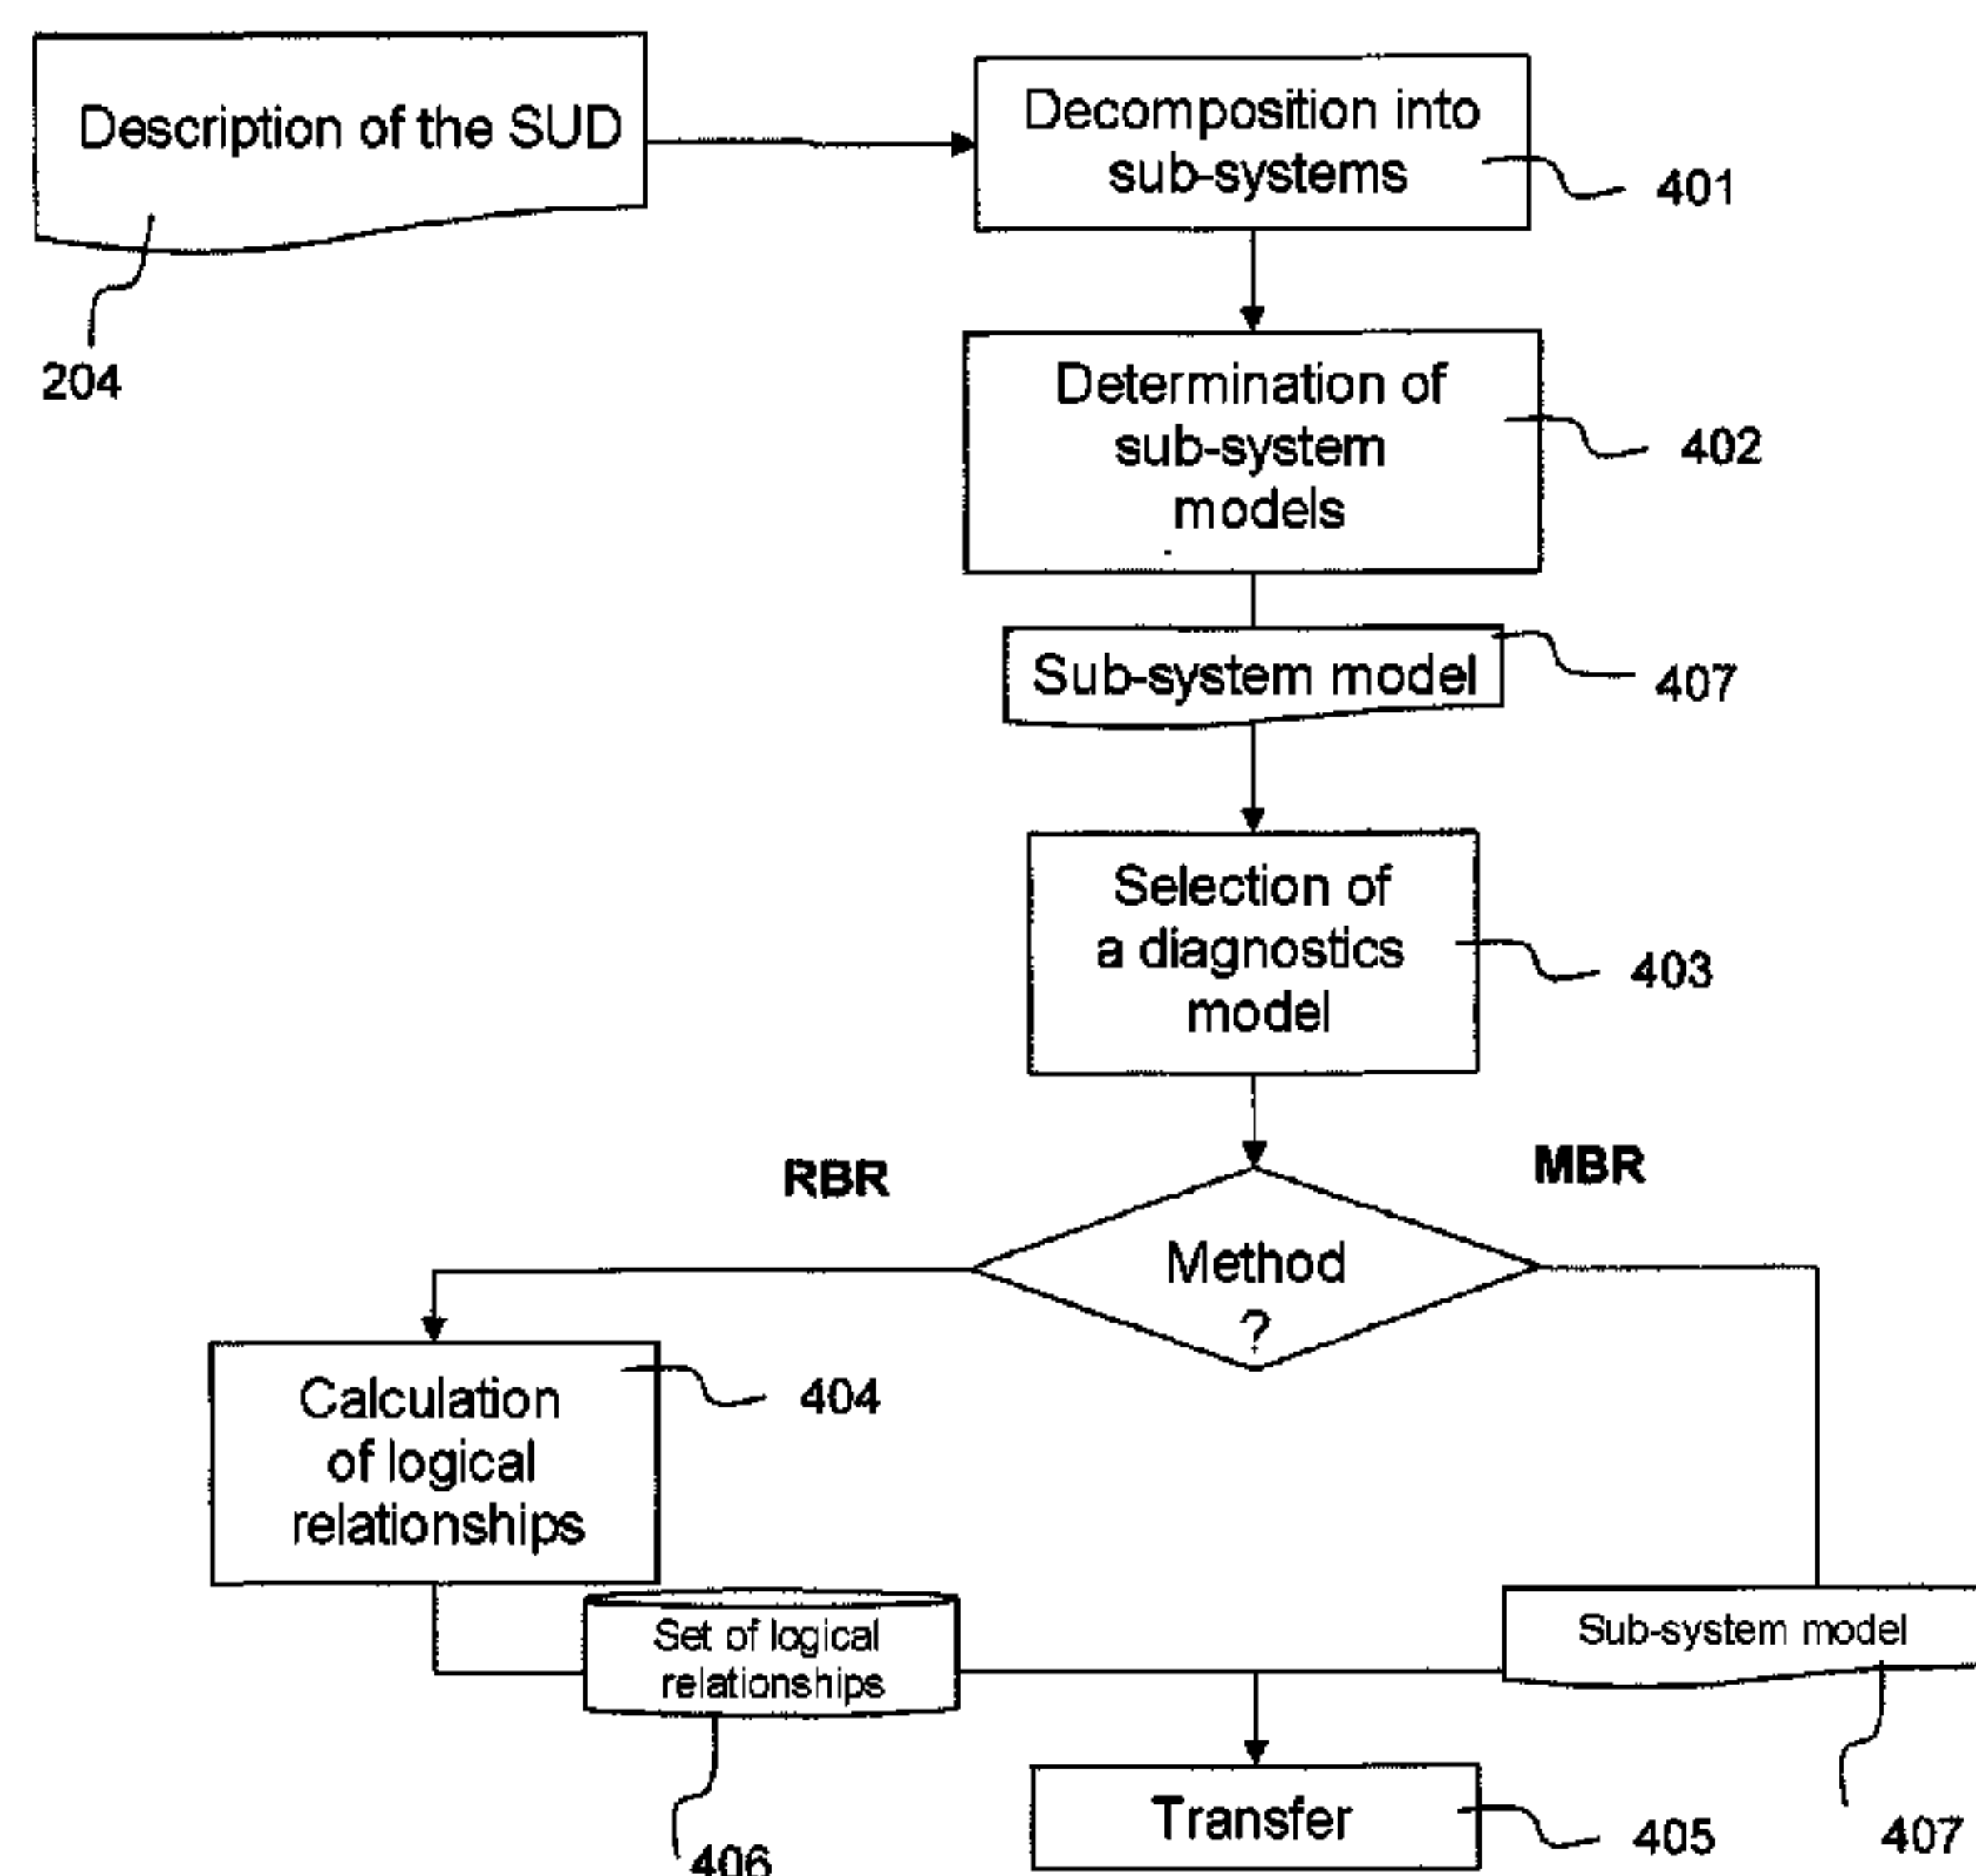 Description of the SUD
204
Decomposition into
sub-systems
401
Determination of
sub-system
models
402
Sub-system model
407
Selection of
a diagnostics
model
403
RBR
MBR
Method
?
Calculation
of logical
relationships
404
Set of logical
relationships
406
Sub-system model
407
Transfer
405